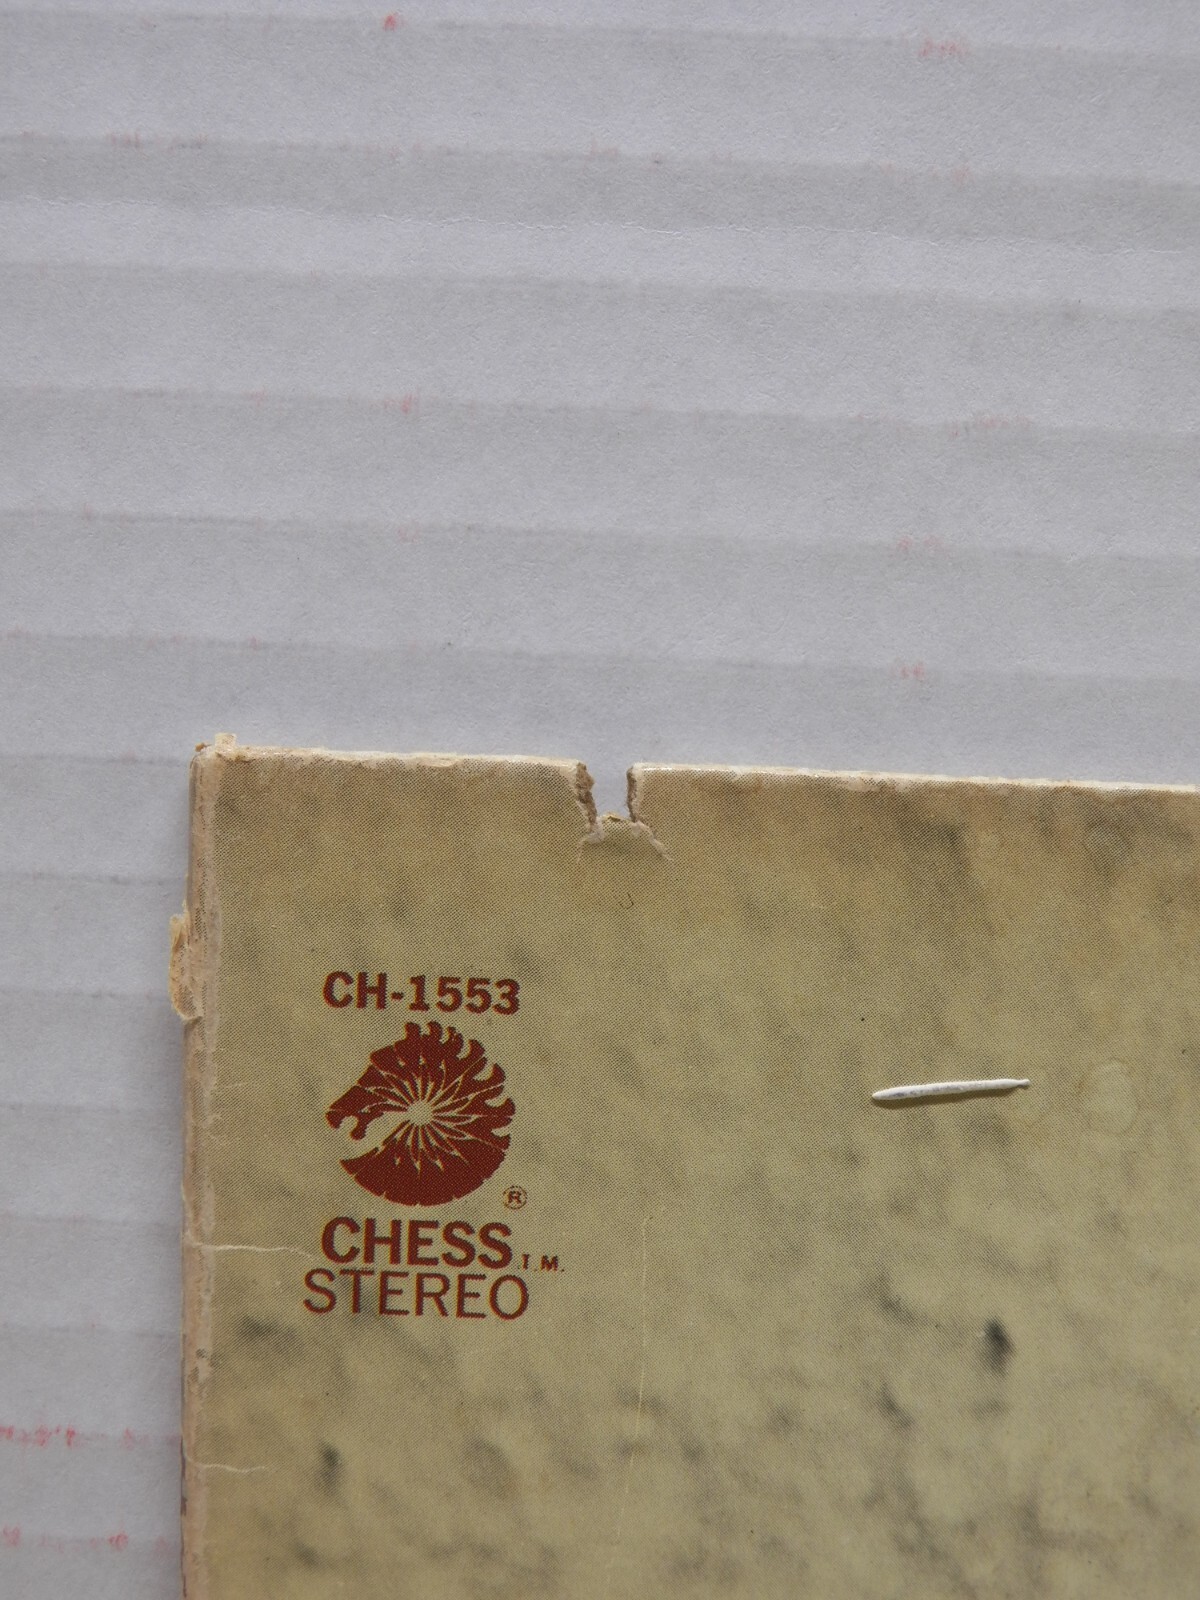 CH-1553
®
CHESS T.M.
STEREO